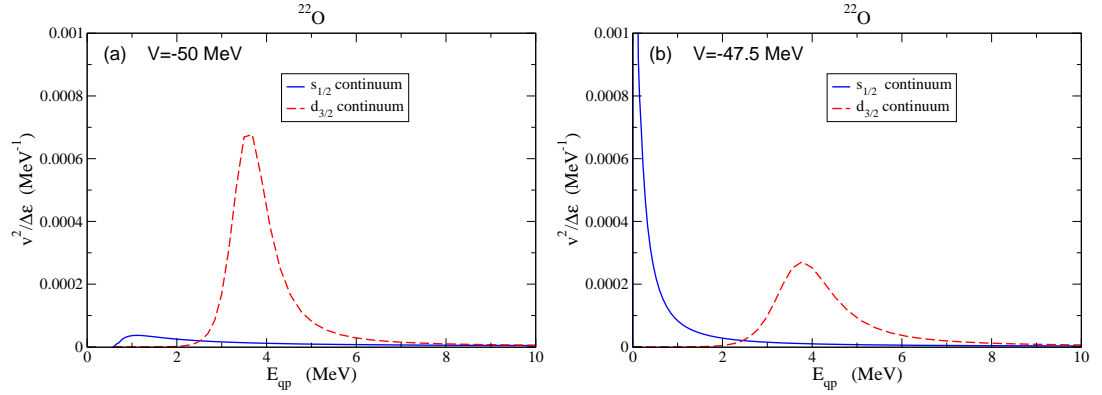 ²²O
(a) V=-50 MeV
s₁/₂ continuum
d₃/₂ continuum
v²/Δε (MeV⁻¹)
0.001
0.0008
0.0006
0.0004
0.0002
0
0 2 4 6 8 10
E_qp (MeV)
²²O
(b) V=-47.5 MeV
s₁/₂ continuum
d₃/₂ continuum
v²/Δε (MeV⁻¹)
0.001
0.0008
0.0006
0.0004
0.0002
0
0 2 4 6 8 10
E_qp (MeV)